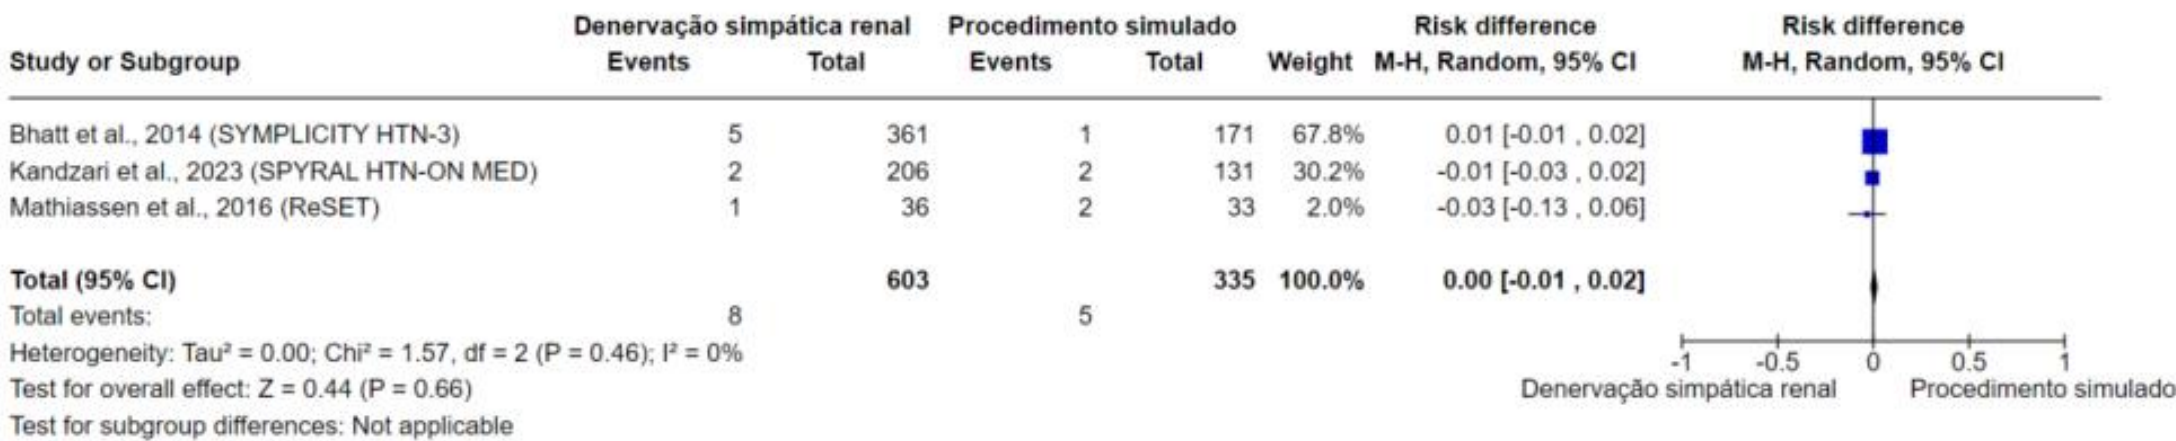 Denervação simpática renal Procedimento simulado Risk difference Risk difference
Study or Subgroup Events Total Events Total Weight M-H, Random, 95% CI M-H, Random, 95% CI
Bhatt et al., 2014 (SYMPLICITY HTN-3) 5 361 1 171 67.8% 0.01 [-0.01 , 0.02]
Kandzari et al., 2023 (SPYRAL HTN-ON MED) 2 206 2 131 30.2% -0.01 [-0.03 , 0.02]
Mathiassen et al., 2016 (ReSET) 1 36 2 33 2.0% -0.03 [-0.13 , 0.06]
Total (95% CI) 603 335 100.0% 0.00 [-0.01 , 0.02]
Total events: 8 5
Heterogeneity: Tau² = 0.00; Chi² = 1.57, df = 2 (P = 0.46); I² = 0%
-1 -0.5 0 0.5 1
Test for overall effect: Z = 0.44 (P = 0.66) Denervação simpática renal Procedimento simulado
Test for subgroup differences: Not applicable